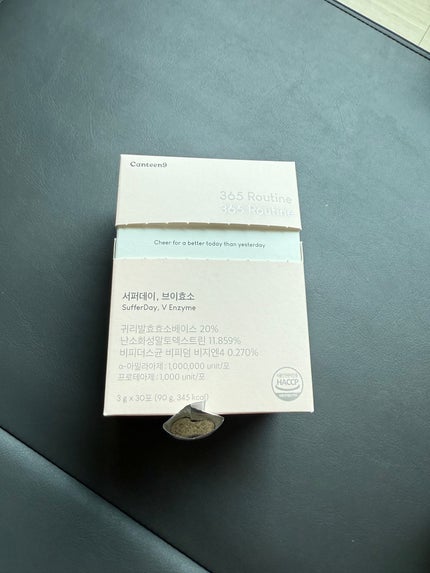 Canteen9
365 Routine
365 Routine
Cheer for a better today than yesterday
서퍼데이, 브이효소
SufferDay, V Enzyme
귀리발효효소베이스 20%
난소화성말토덱스트린 11.859%
비피더스균 비피덤 비지엔4 0.270%
α-아밀라아제 : 1,000,000 unit/포
프로테아제 : 1,000 unit/포
3 g x 30포 (90 g, 345 kcal)
HACCP